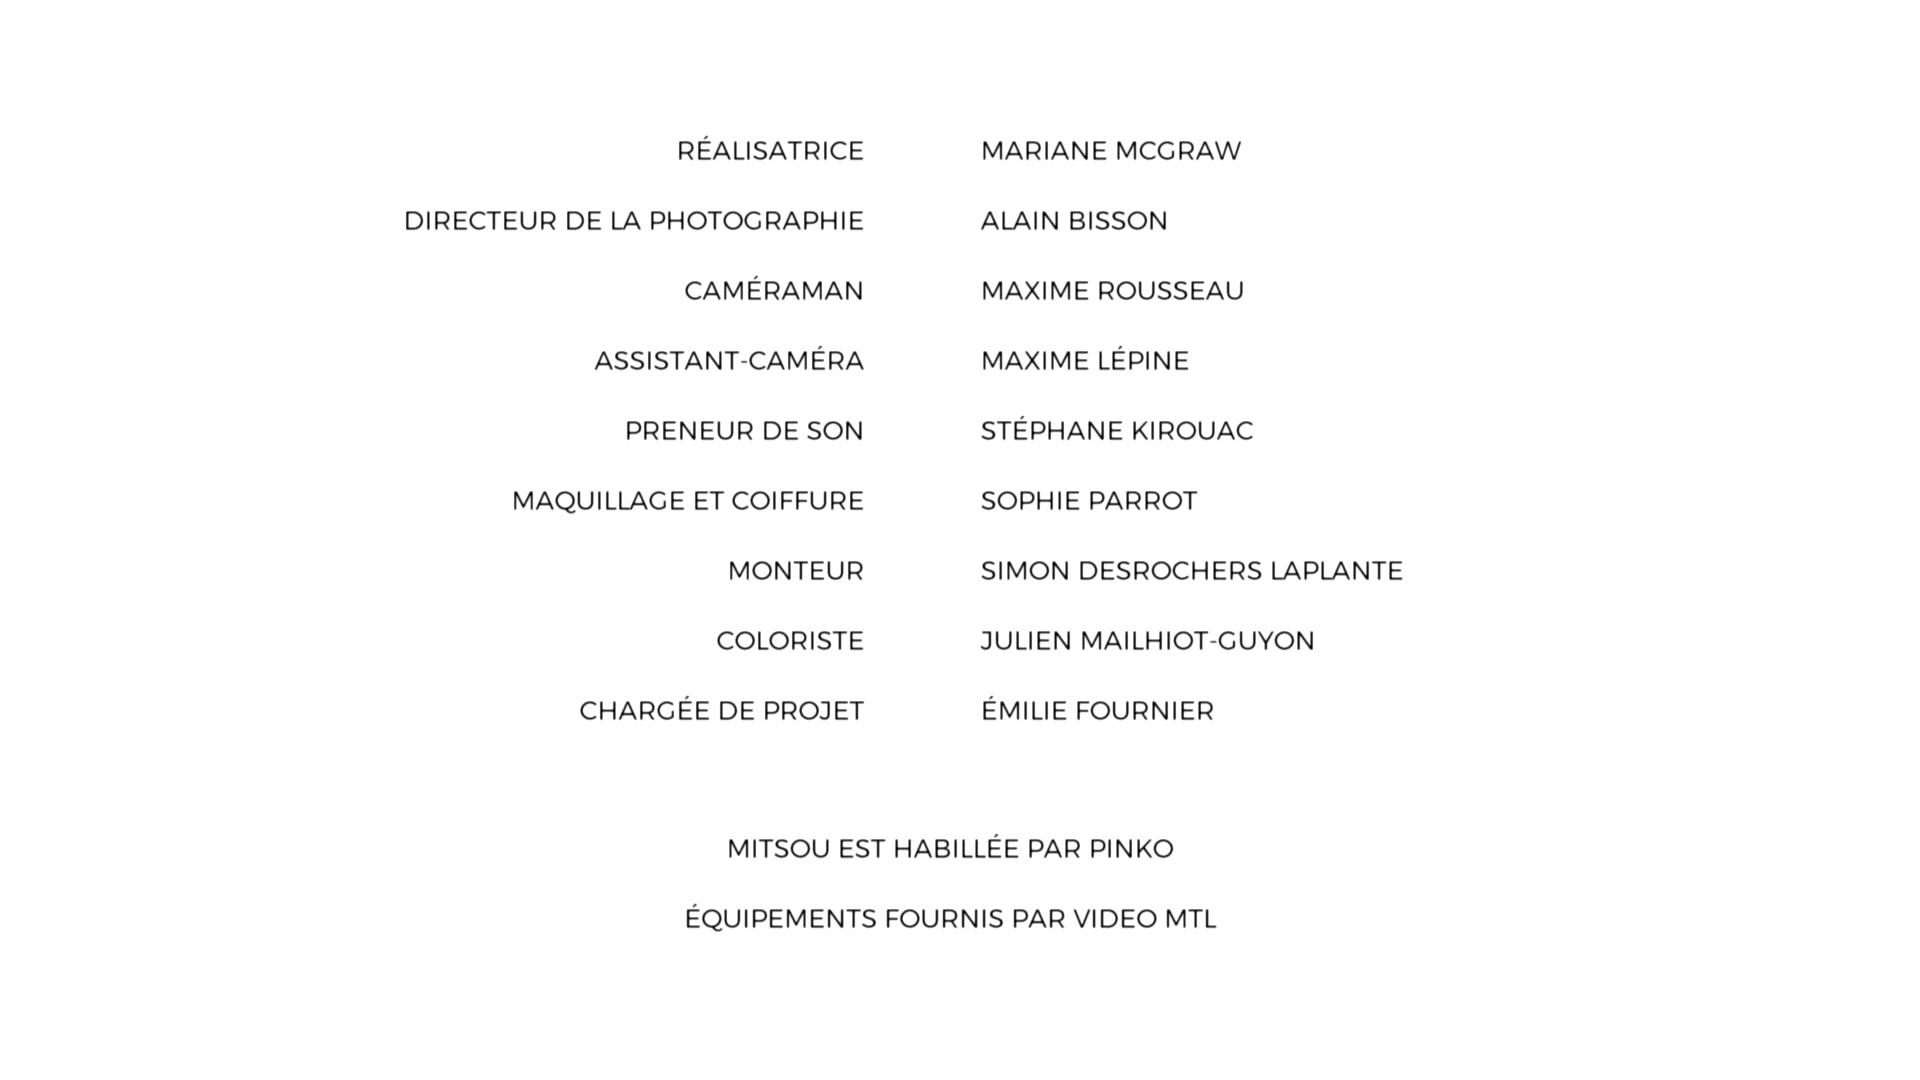 RÉALISATRICE MARIANE MCGRAW
DIRECTEUR DE LA PHOTOGRAPHIE ALAIN BISSON
CAMÉRAMAN MAXIME ROUSSEAU
ASSISTANT-CAMÉRA MAXIME LÉPINE
PRENEUR DE SON STÉPHANE KIROUAC
MAQUILLAGE ET COIFFURE SOPHIE PARROT
MONTEUR SIMON DESROCHERS LAPLANTE
COLORISTE JULIEN MAILHIOT-GUYON
CHARGÉE DE PROJET ÉMILIE FOURNIER
MITSOU EST HABILLÉE PAR PINKO
ÉQUIPEMENTS FOURNIS PAR VIDEO MTL